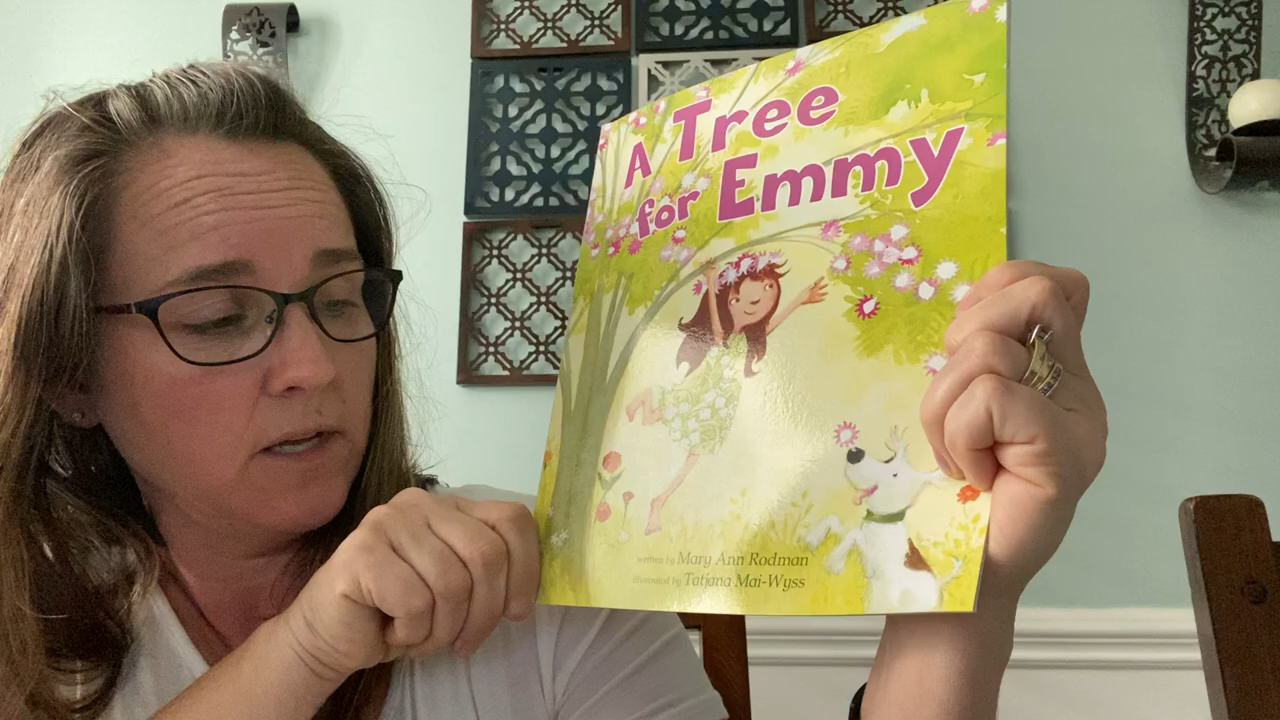 A Tree
for Emmy
written by Mary Ann Rodman
illustrated by Tatjana Mai-Wyss